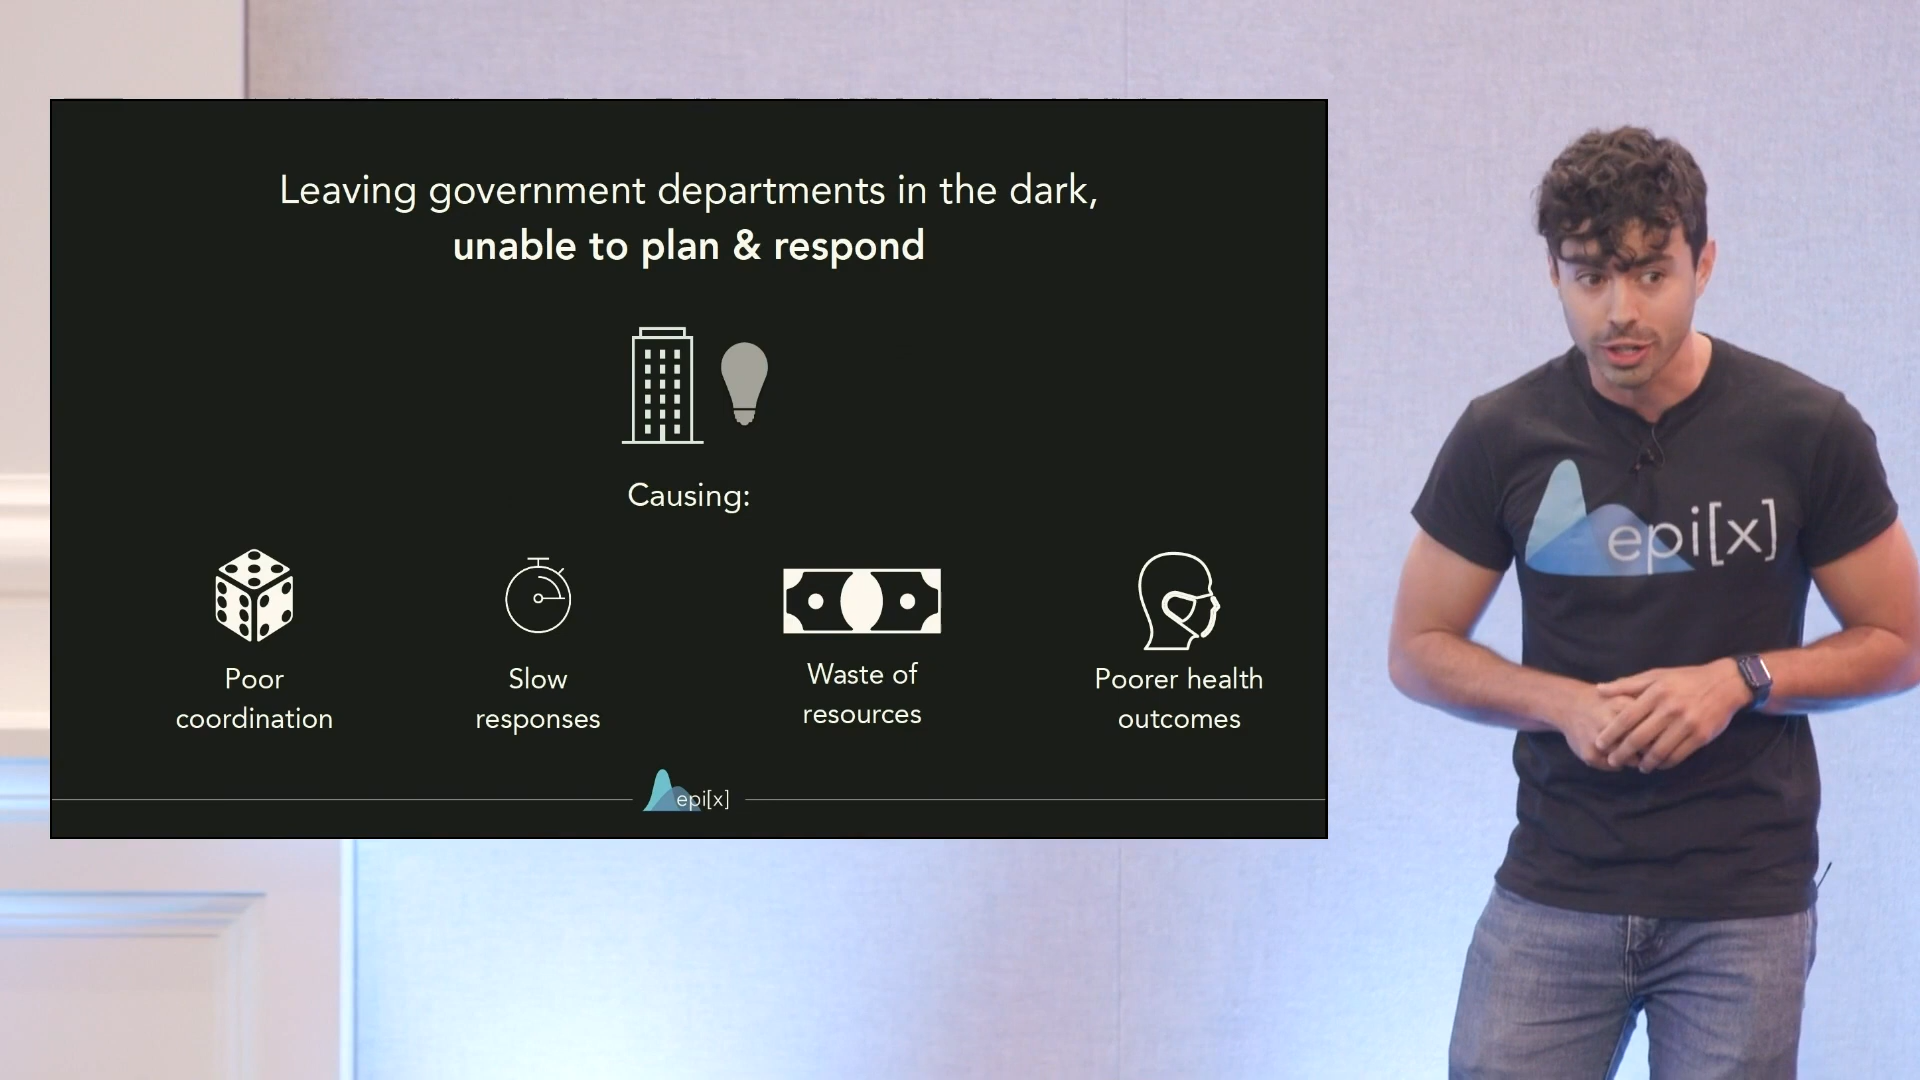 Leaving government departments in the dark,
unable to plan & respond
Causing:
Poor
coordination
Slow
responses
Waste of
resources
Poorer health
outcomes
epi[x]
epi[x]